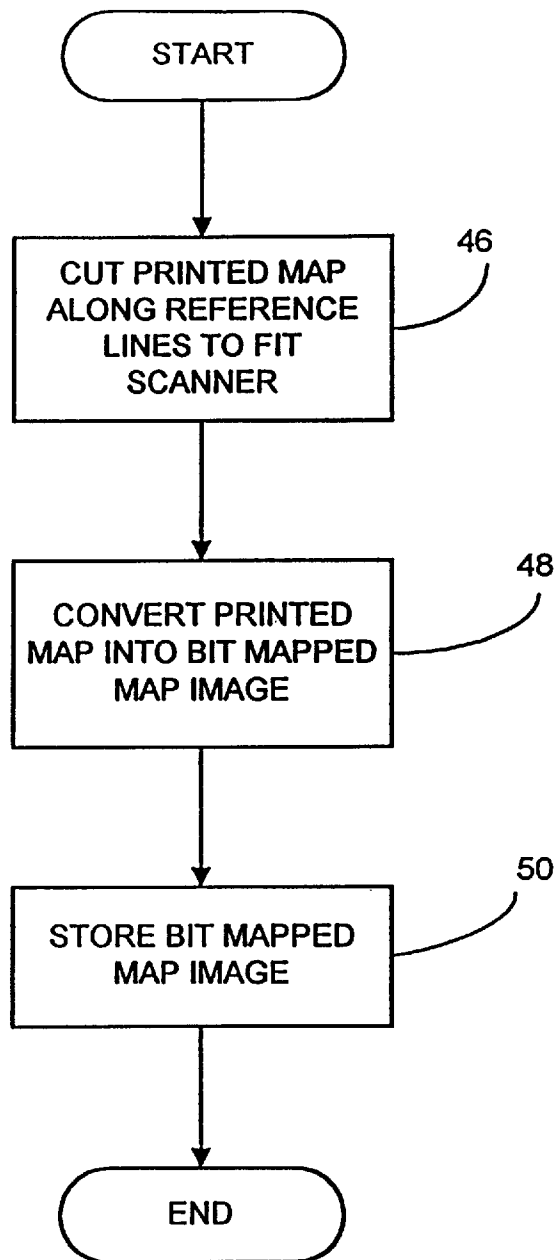 START
46
CUT PRINTED MAP
ALONG REFERENCE
LINES TO FIT
SCANNER
48
CONVERT PRINTED
MAP INTO BIT MAPPED
MAP IMAGE
50
STORE BIT MAPPED
MAP IMAGE
END